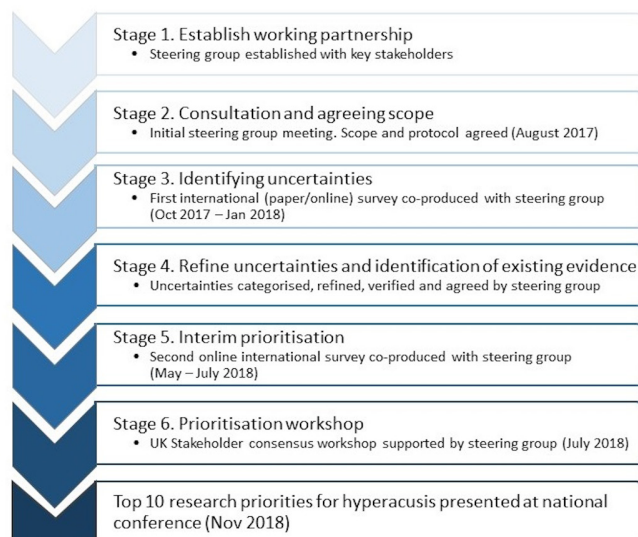 Stage 1. Establish working partnership
• Steering group established with key stakeholders
Stage 2. Consultation and agreeing scope
• Initial steering group meeting. Scope and protocol agreed (August 2017)
Stage 3. Identifying uncertainties
• First international (paper/online) survey co-produced with steering group
(Oct 2017 – Jan 2018)
Stage 4. Refine uncertainties and identification of existing evidence
• Uncertainties categorised, refined, verified and agreed by steering group
Stage 5. Interim prioritisation
• Second online international survey co-produced with steering group
(May – July 2018)
Stage 6. Prioritisation workshop
• UK Stakeholder consensus workshop supported by steering group (July 2018)
Top 10 research priorities for hyperacusis presented at national
conference (Nov 2018)